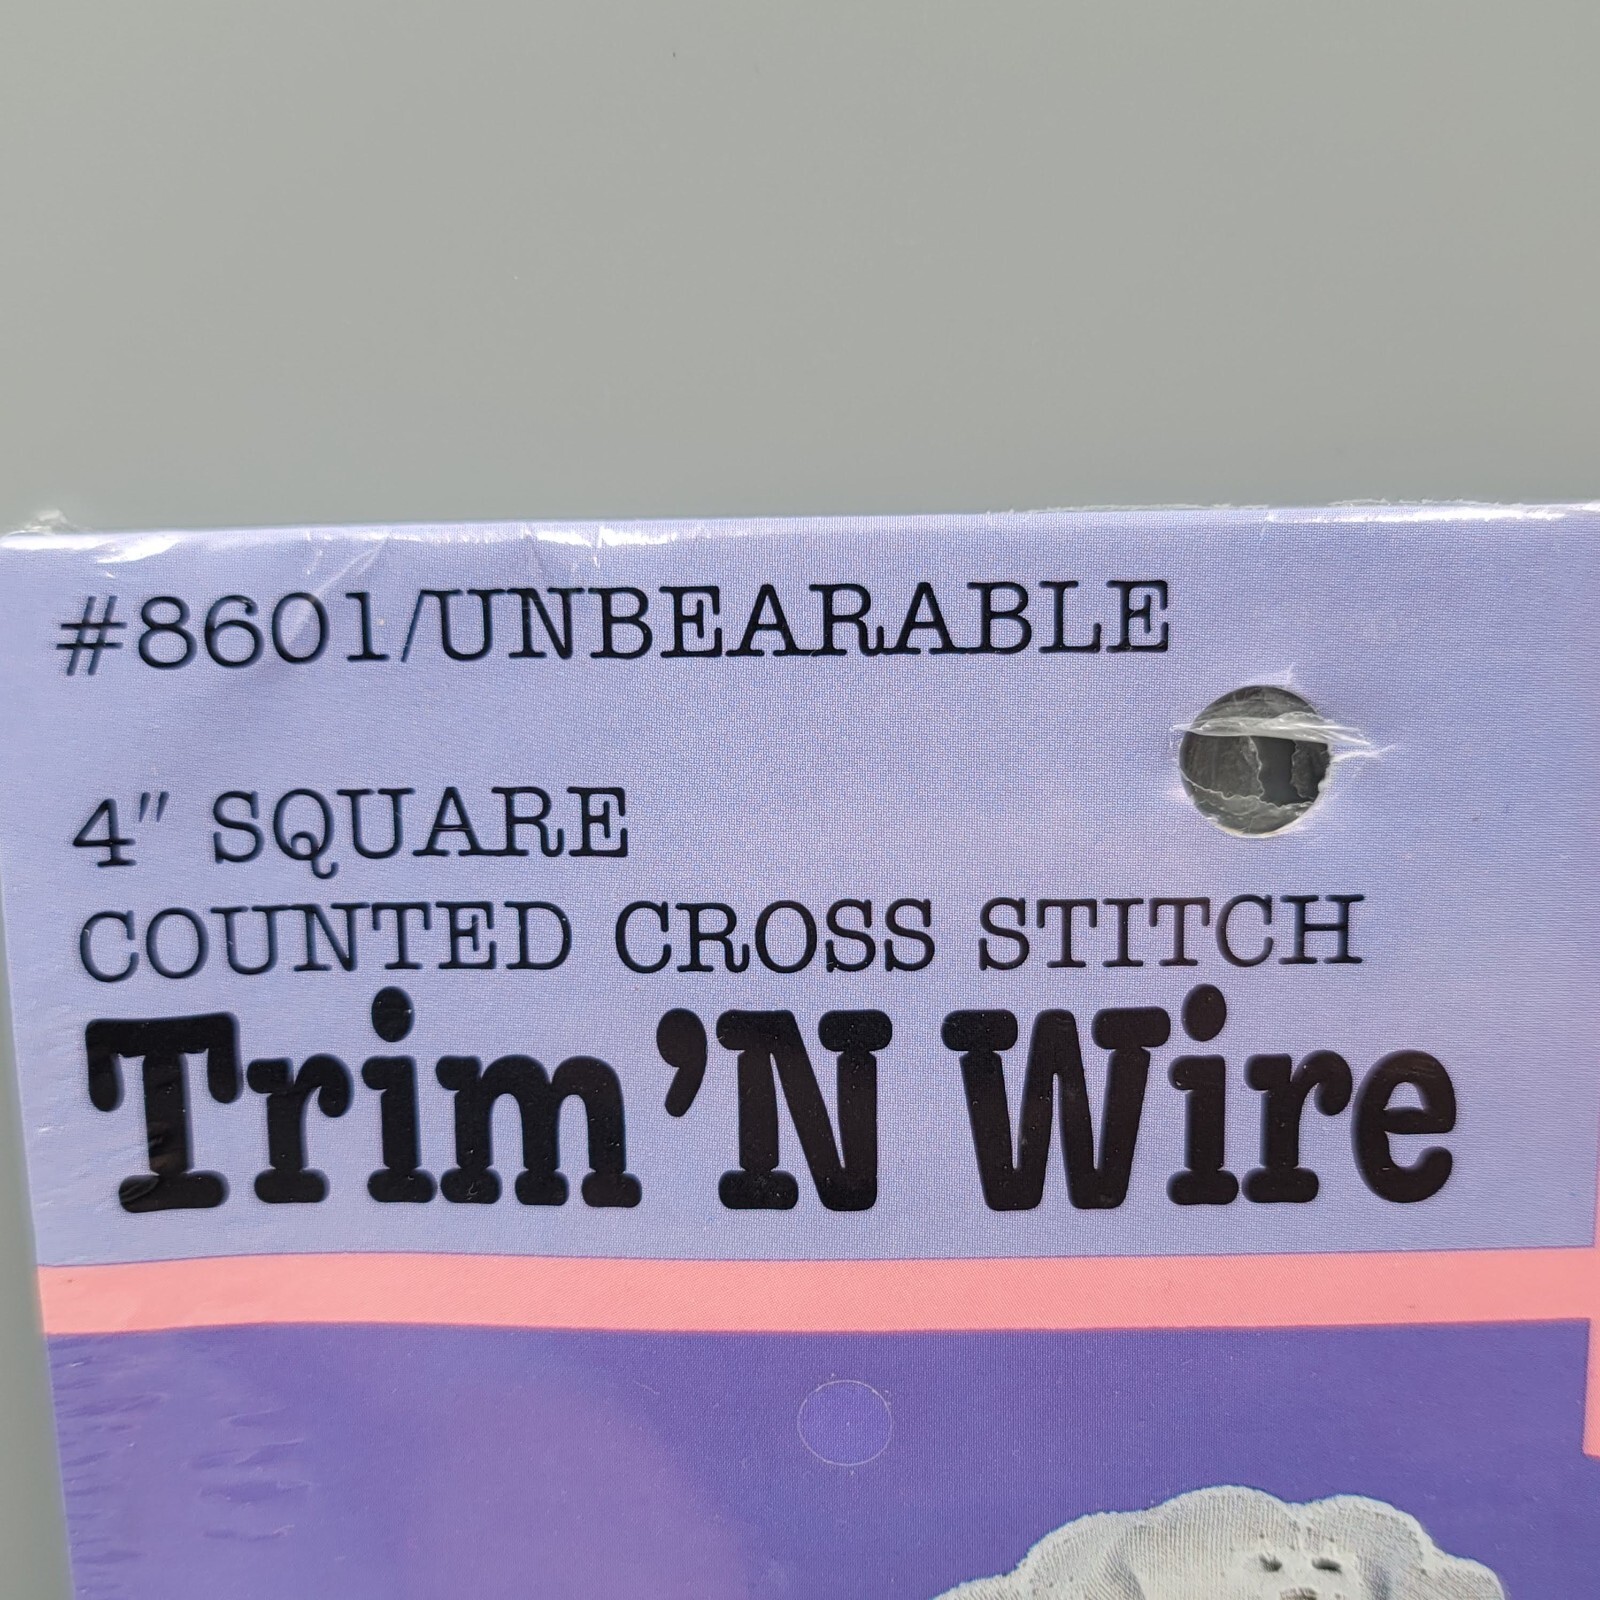 #8601/UNBEARABLE
4" SQUARE
COUNTED CROSS STITCH
Trim 'N Wire